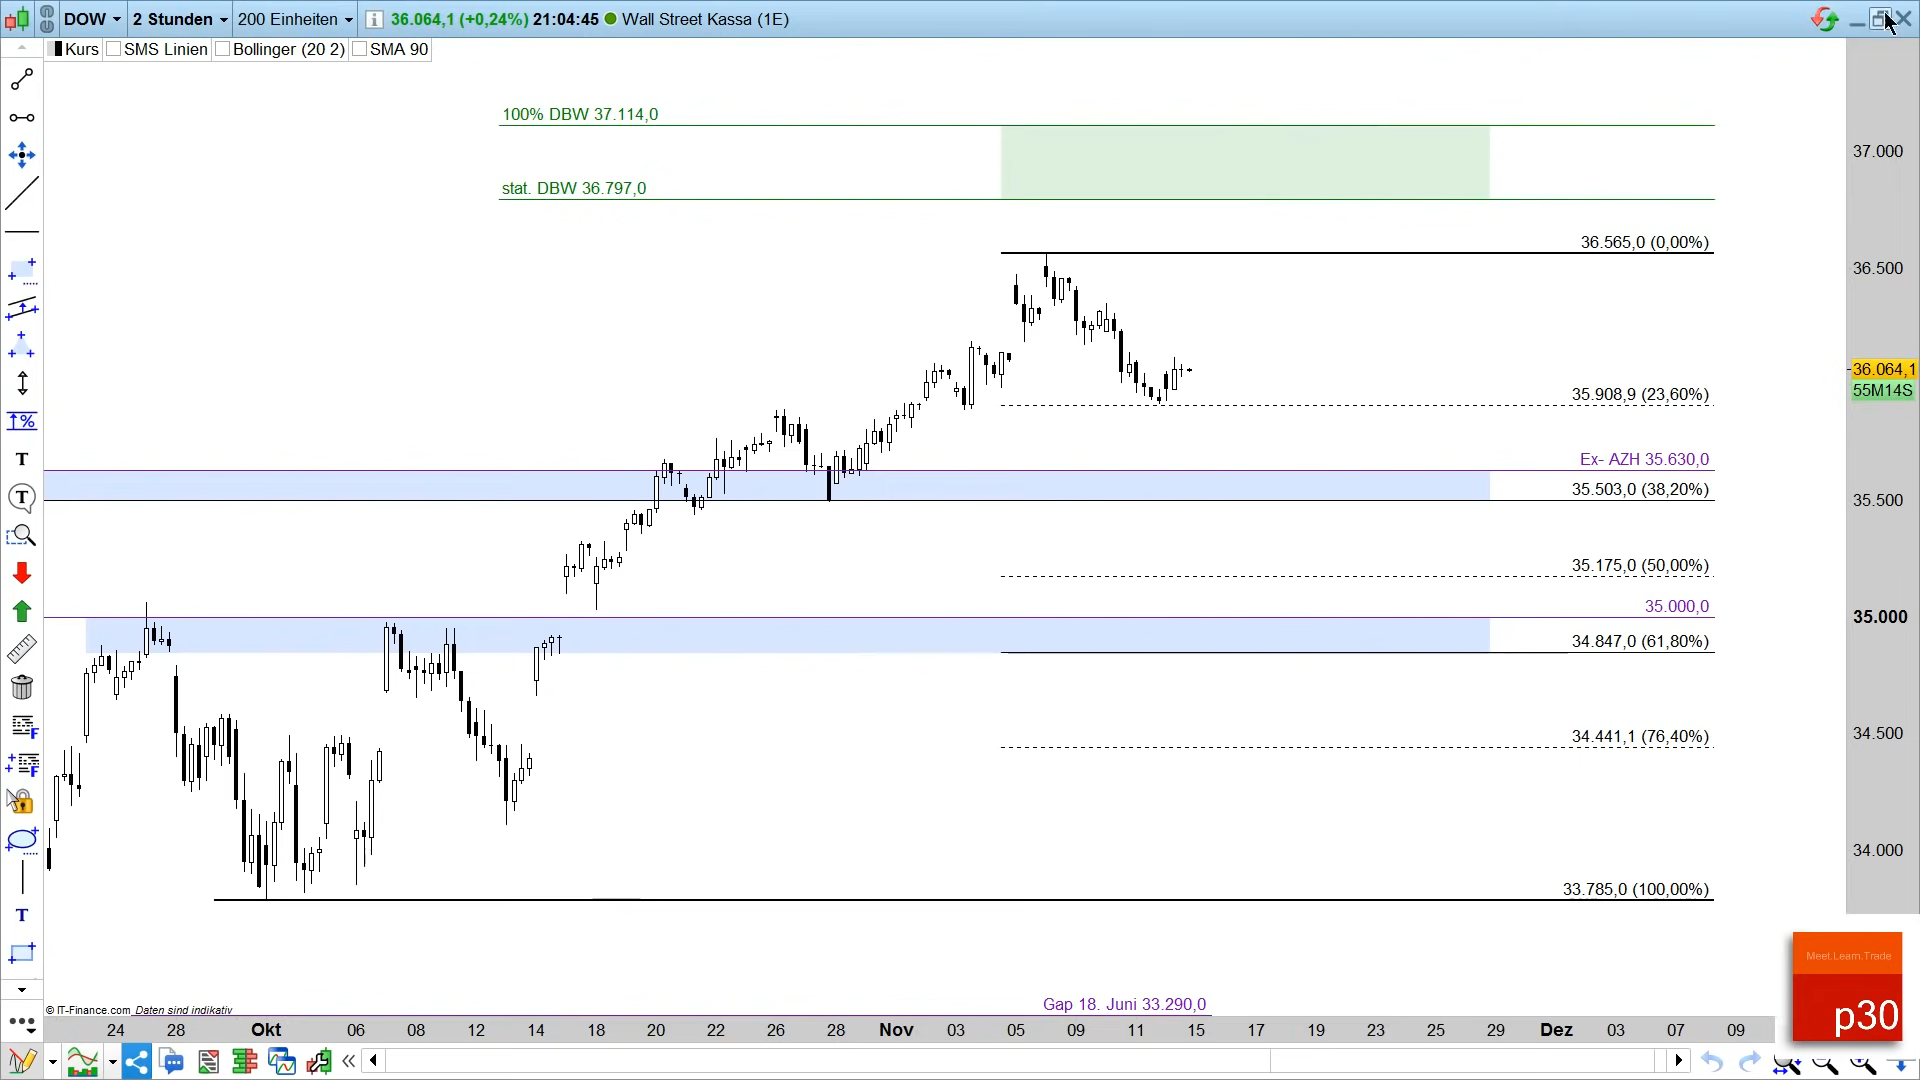 DOW 2 Stunden 200 Einheiten 36.064,1 (+0,24%) 21:04:45 Wall Street Kassa (1E)
Kurs SMS Linien Bollinger (20 2) SMA 90
100% DBW 37.114,0
37.000
stat. DBW 36.797,0
36.565,0 (0,00%)
36.500
36.064,1
55M14S
35.908,9 (23,60%)
Ex- AZH 35.630,0
35.503,0 (38,20%)
35.500
35.175,0 (50,00%)
35.000,0
35.000
34.847,0 (61,80%)
34.441,1 (76,40%)
34.500
34.000
33.785,0 (100,00%)
Meet.Learn.Trade
p30
Gap 18. Juni 33.290,0
© IT-Finance.com Daten sind indikativ
24 28 Okt 06 08 12 14 18 20 22 26 28 Nov 03 05 09 11 15 17 19 23 25 29 Dez 03 07 09